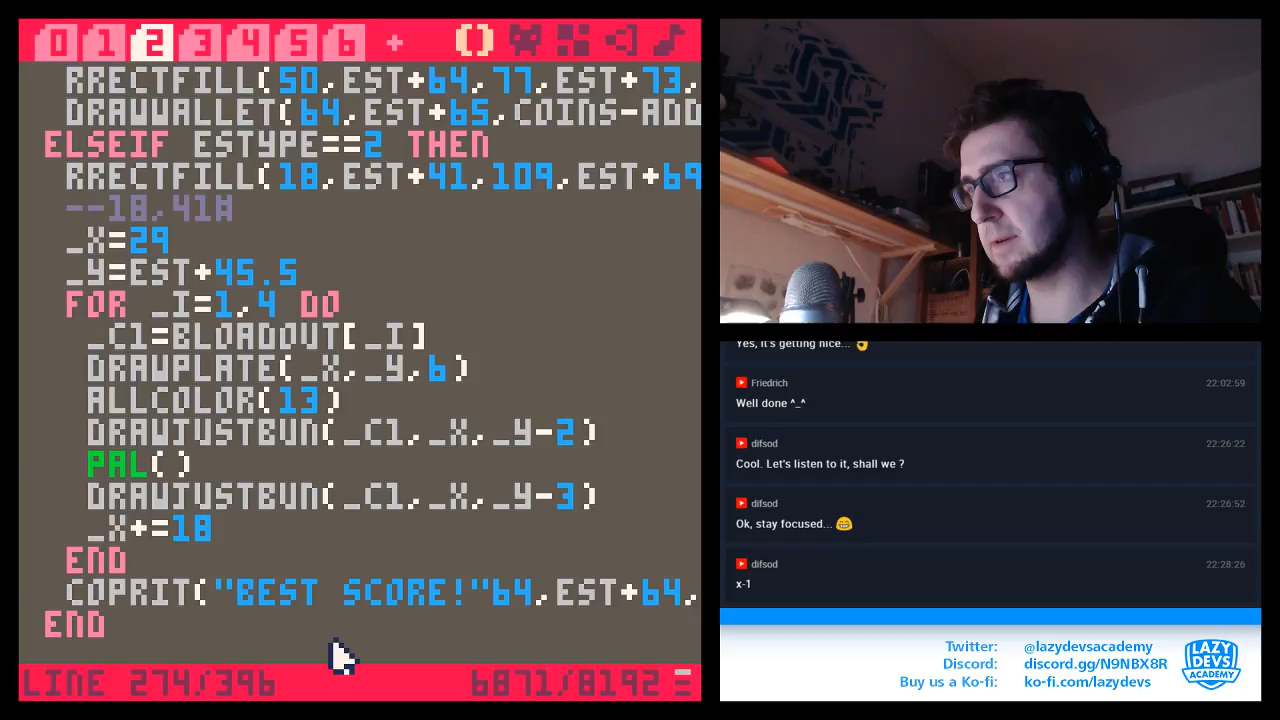 0 1 2 3 4 5 6 +
RRECTFILL(50,EST+64,77,EST+73,
DRAWWALLET(64,EST+65,COINS-ADD
ELSEIF ESTYPE==2 THEN
RRECTFILL(18,EST+41,109,EST+69
--18,41A
_X=29
_Y=EST+45.5
FOR _I=1,4 DO
_C1=BLOADOUT[_I]
DRAWPLATE(_X,_Y,6)
ALLCOLOR(13)
DRAWJUSTBUN(_C1,_X,_Y-2)
PAL()
DRAWJUSTBUN(_C1,_X,_Y-3)
_X+=18
END
COPRIT("BEST SCORE!"64,EST+64,
END
LINE 274/396 6871/8192
Yes, it's getting nice... 👌
Friedrich 22:02:59
Well done ^_^
difsod 22:26:22
Cool. Let's listen to it, shall we ?
difsod 22:26:52
Ok, stay focused... 😂
difsod 22:28:26
x-1
Twitter: @lazydevsacademy
Discord: discord.gg/N9NBX8R
Buy us a Ko-fi: ko-fi.com/lazydevs
LAZY
DEVS
ACADEMY